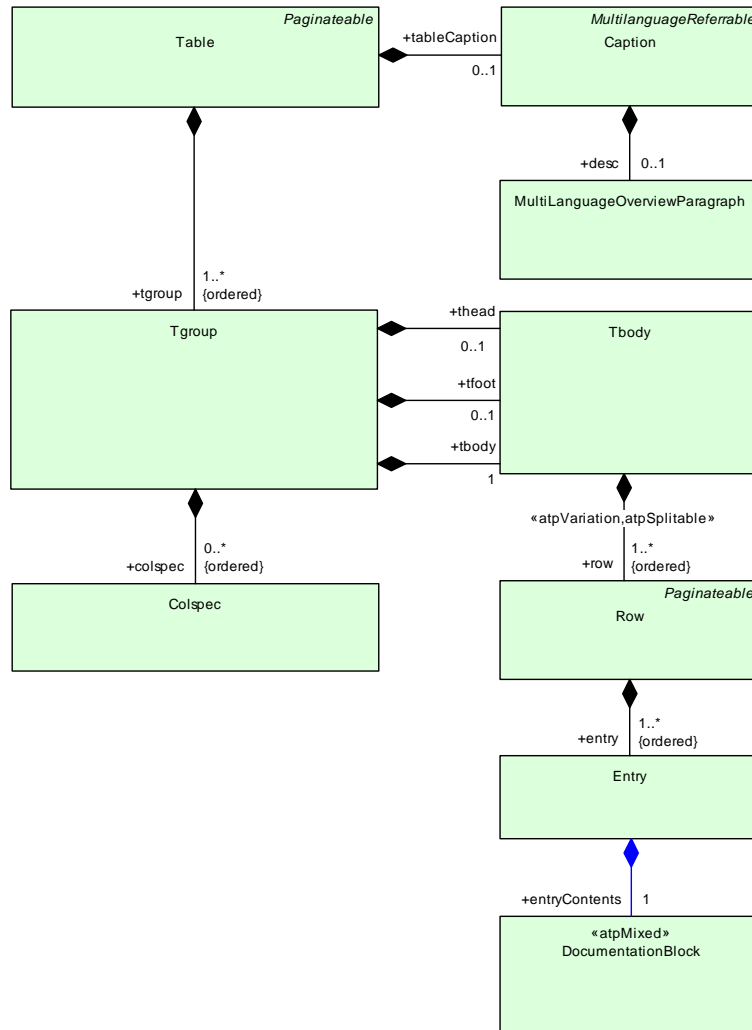 Paginateable
Table
+tableCaption
0..1
MultilanguageReferrable
Caption
+desc 0..1
MultiLanguageOverviewParagraph
1..*
+tgroup {ordered}
Tgroup
+thead
0..1
+tfoot
0..1
+tbody
1
Tbody
«atpVariation,atpSplitable»
0..*
+colspec {ordered}
Colspec
1..*
+row {ordered}
Paginateable
Row
1..*
+entry {ordered}
Entry
+entryContents 1
«atpMixed»
DocumentationBlock